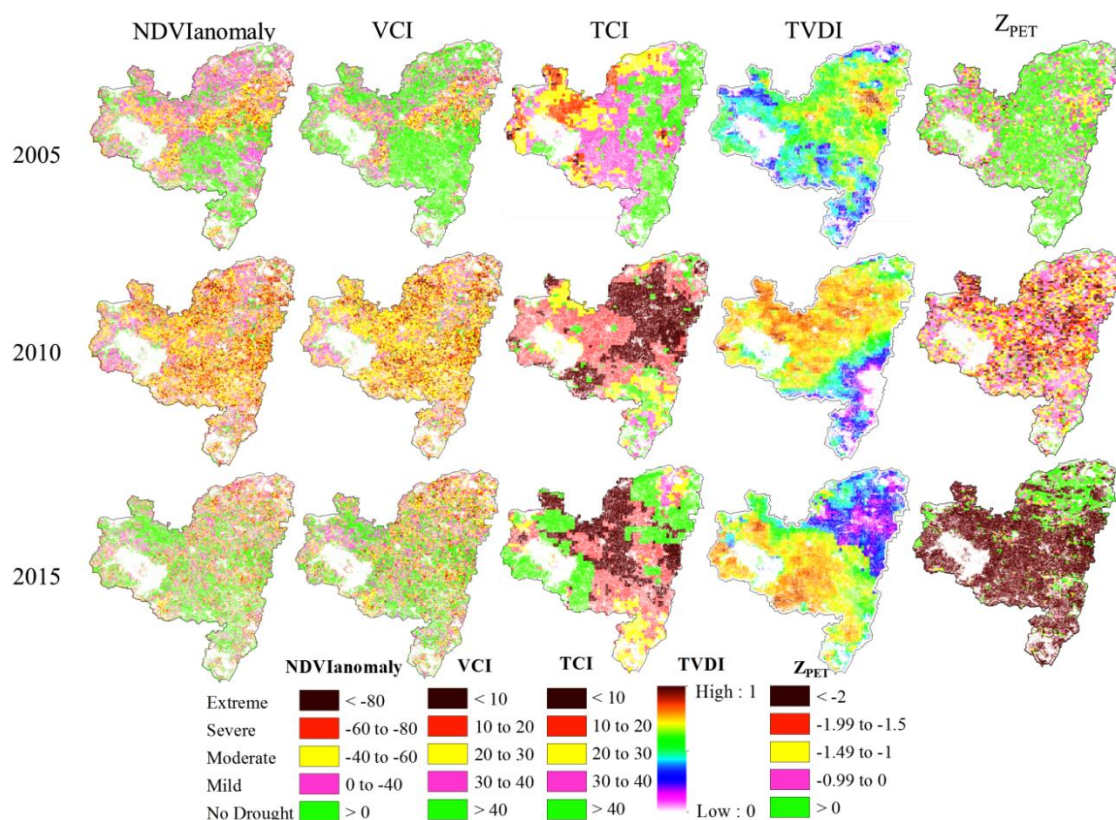 NDVIanomaly VCI TCI TVDI ZPET
2005
2010
2015
NDVIanomaly VCI TCI TVDI ZPET
Extreme < -80 < 10 < 10 High : 1 < -2
Severe -60 to -80 10 to 20 10 to 20 -1.99 to -1.5
Moderate -40 to -60 20 to 30 20 to 30 -1.49 to -1
Mild 0 to -40 30 to 40 30 to 40 -0.99 to 0
No Drought > 0 > 40 > 40 Low : 0 > 0